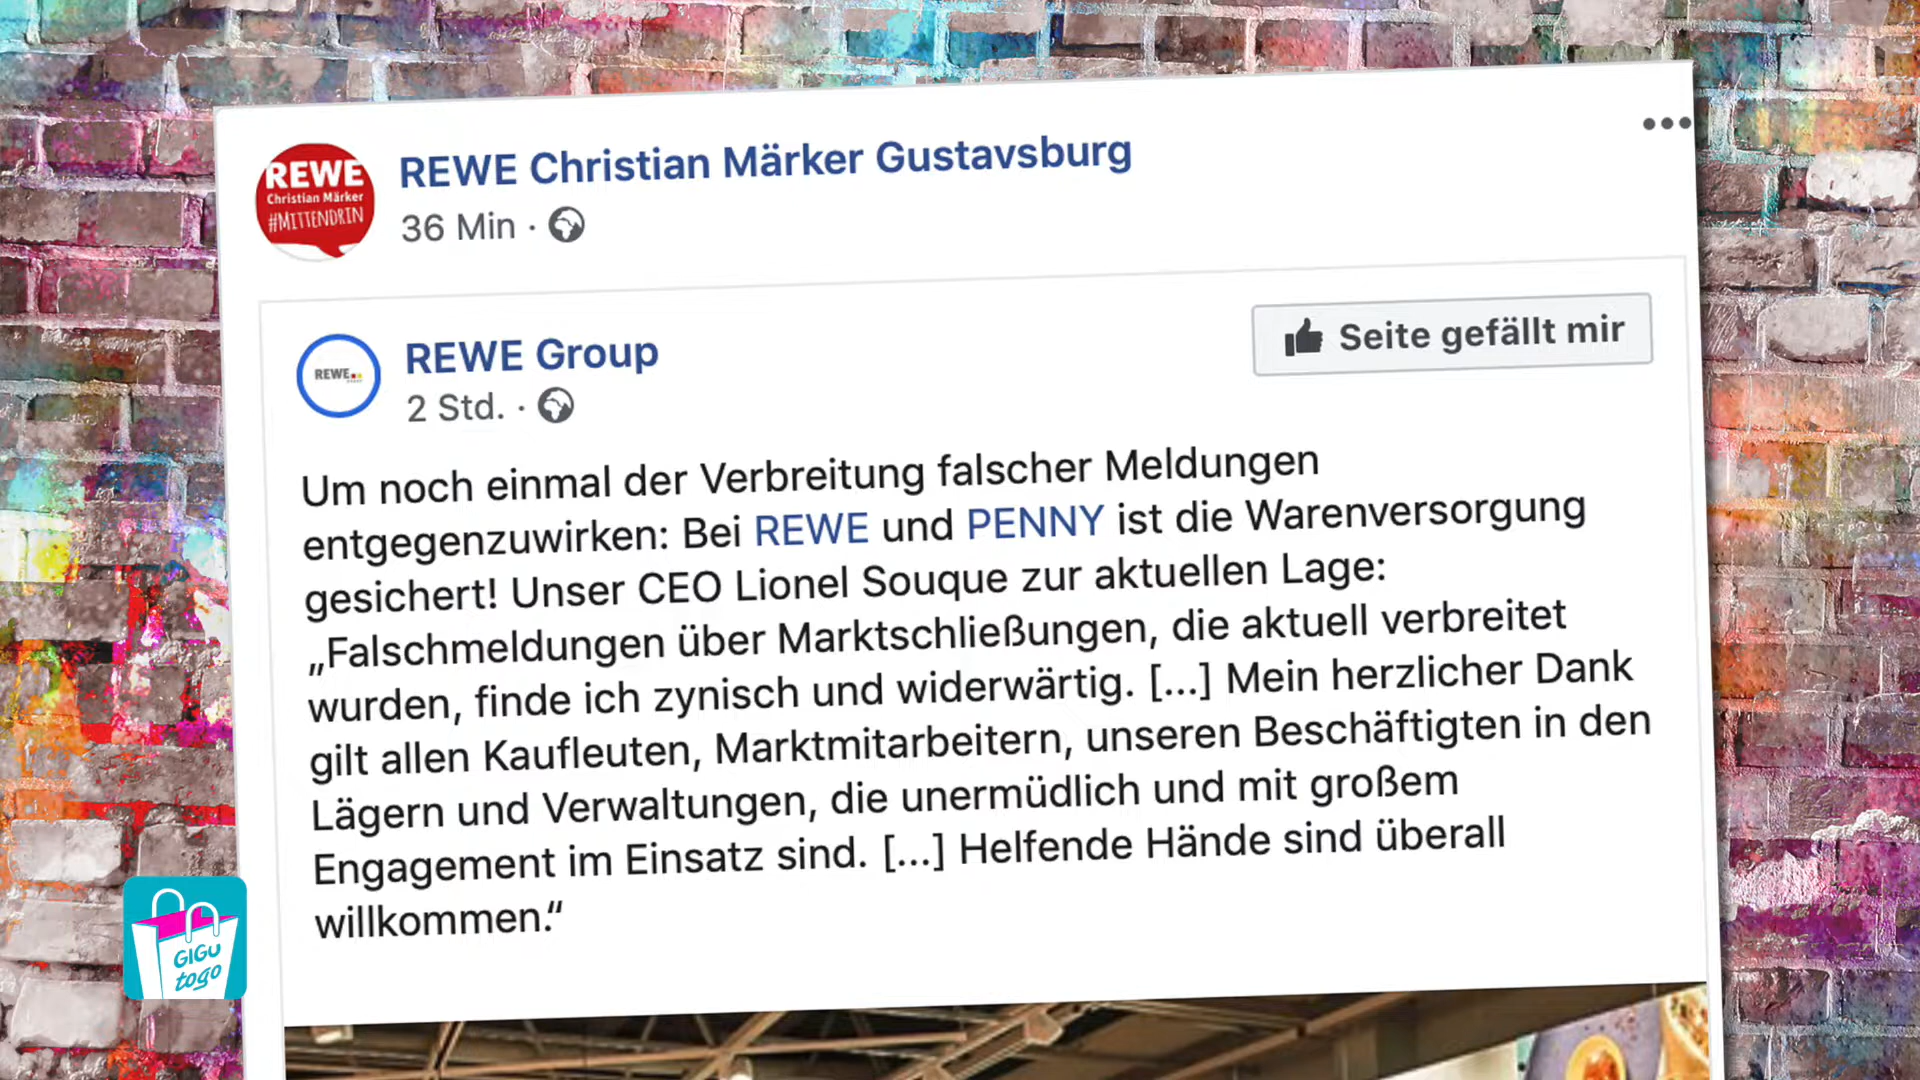 REWE
Christian Märker
#MITTENDRIN
REWE Christian Märker Gustavsburg
36 Min ·
REWE
REWE Group
2 Std. ·
Seite gefällt mir
Um noch einmal der Verbreitung falscher Meldungen
entgegenzuwirken: Bei REWE und PENNY ist die Warenversorgung
gesichert! Unser CEO Lionel Souque zur aktuellen Lage:
„Falschmeldungen über Marktschließungen, die aktuell verbreitet
wurden, finde ich zynisch und widerwärtig. [...] Mein herzlicher Dank
gilt allen Kaufleuten, Marktmitarbeitern, unseren Beschäftigten in den
Lägern und Verwaltungen, die unermüdlich und mit großem
Engagement im Einsatz sind. [...] Helfende Hände sind überall
willkommen.“
GIGU
togo